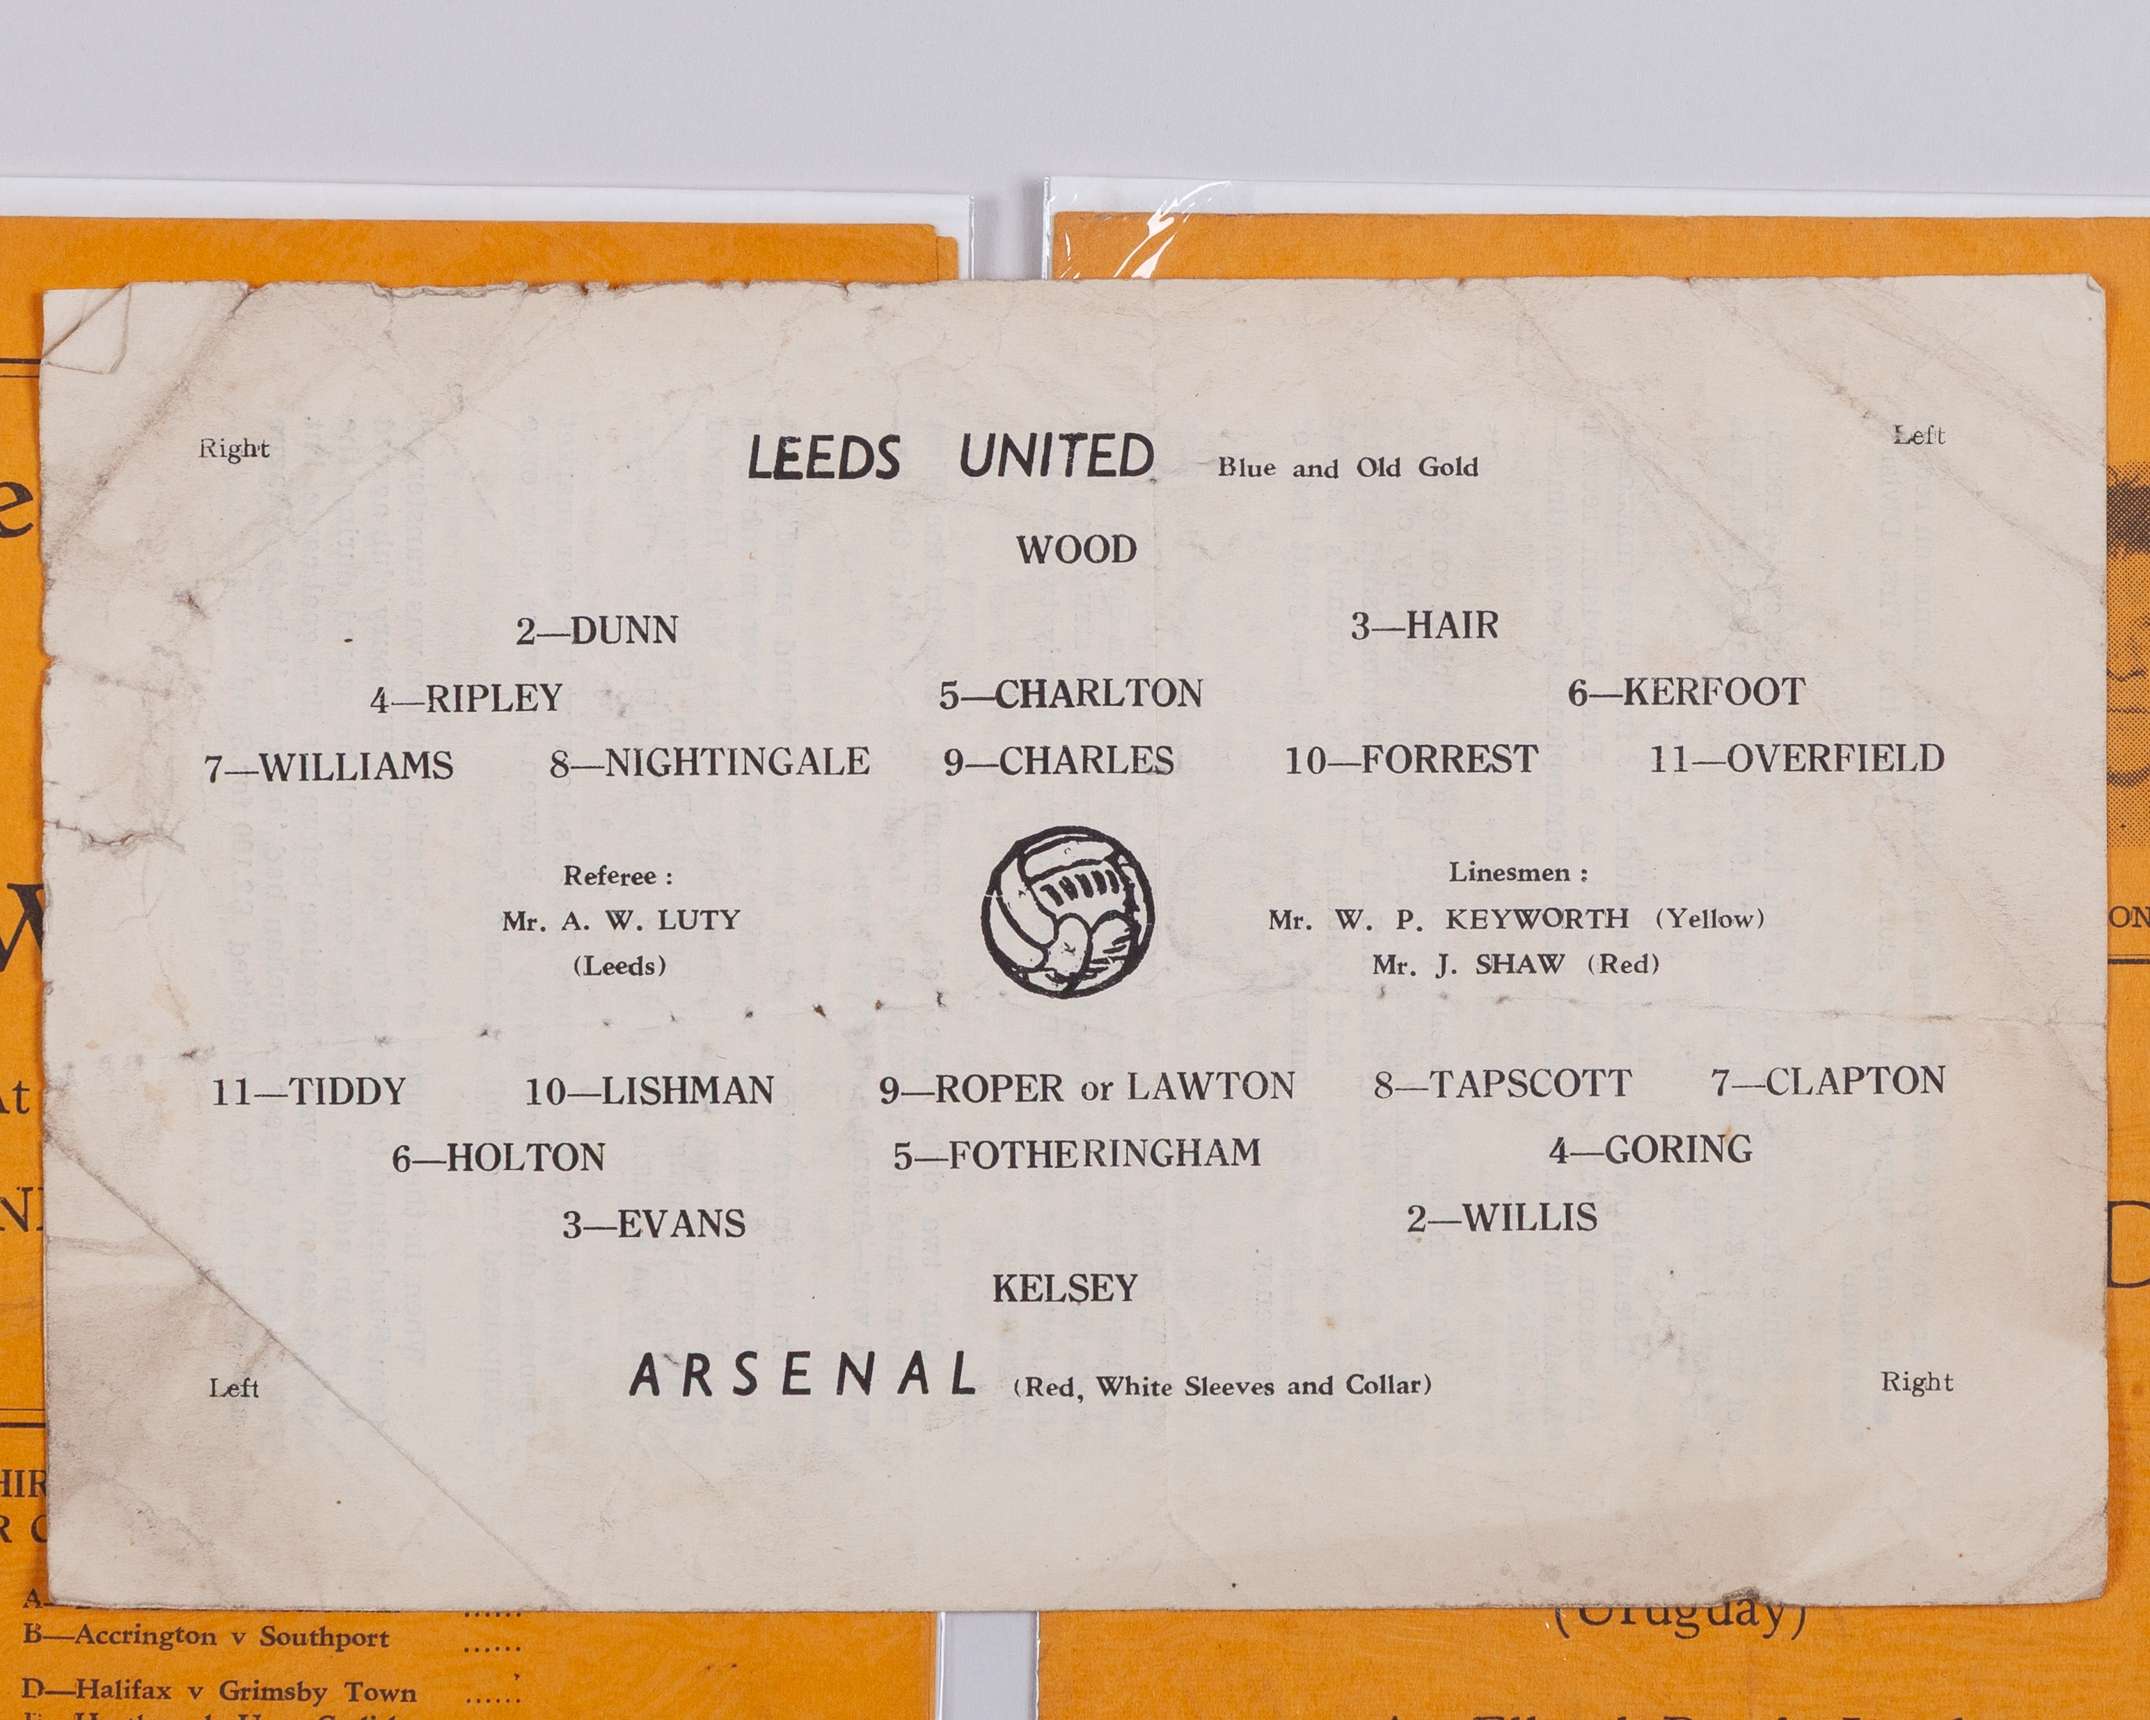 Right LEEDS UNITED Blue and Old Gold Left
WOOD
2—DUNN 3—HAIR
4—RIPLEY 5—CHARLTON 6—KERFOOT
7—WILLIAMS 8—NIGHTINGALE 9—CHARLES 10—FORREST 11—OVERFIELD
Referee : Linesmen :
Mr. A. W. LUTY Mr. W. P. KEYWORTH (Yellow)
(Leeds) Mr. J. SHAW (Red)
11—TIDDY 10—LISHMAN 9—ROPER or LAWTON 8—TAPSCOTT 7—CLAPTON
6—HOLTON 5—FOTHERINGHAM 4—GORING
3—EVANS 2—WILLIS
KELSEY
Left ARSENAL (Red, White Sleeves and Collar) Right
(Uruguay)
B—Accrington v Southport ......
D—Halifax v Grimsby Town ......